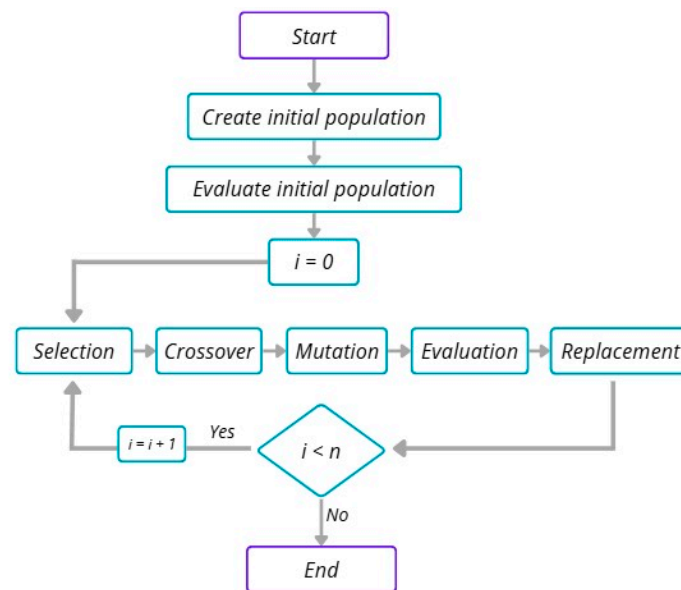 Start
Create initial population
Evaluate initial population
i = 0
Selection
Crossover
Mutation
Evaluation
Replacement
i = i + 1
Yes
i < n
No
End